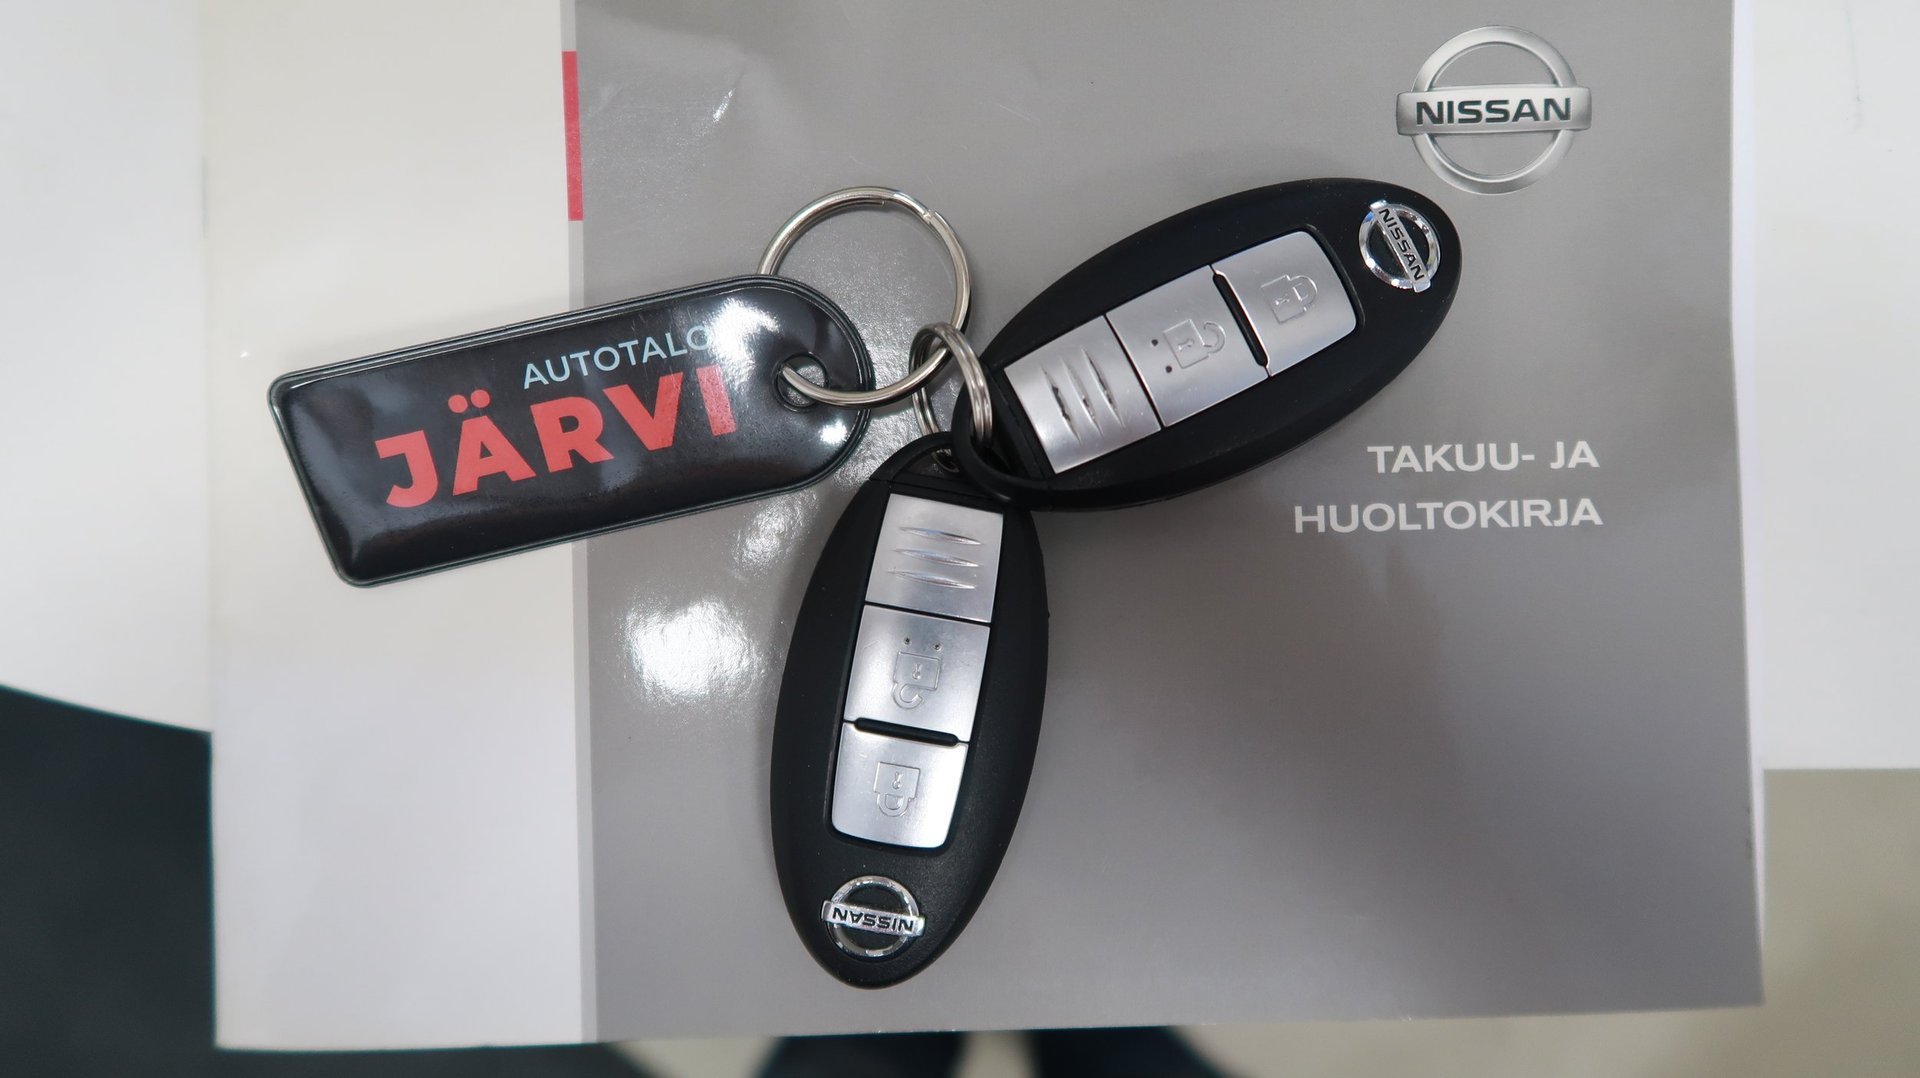 NISSAN
NISSAN
AUTOTALO
JÄRVI
TAKUU- JA
HUOLTOKIRJA
NISSAN